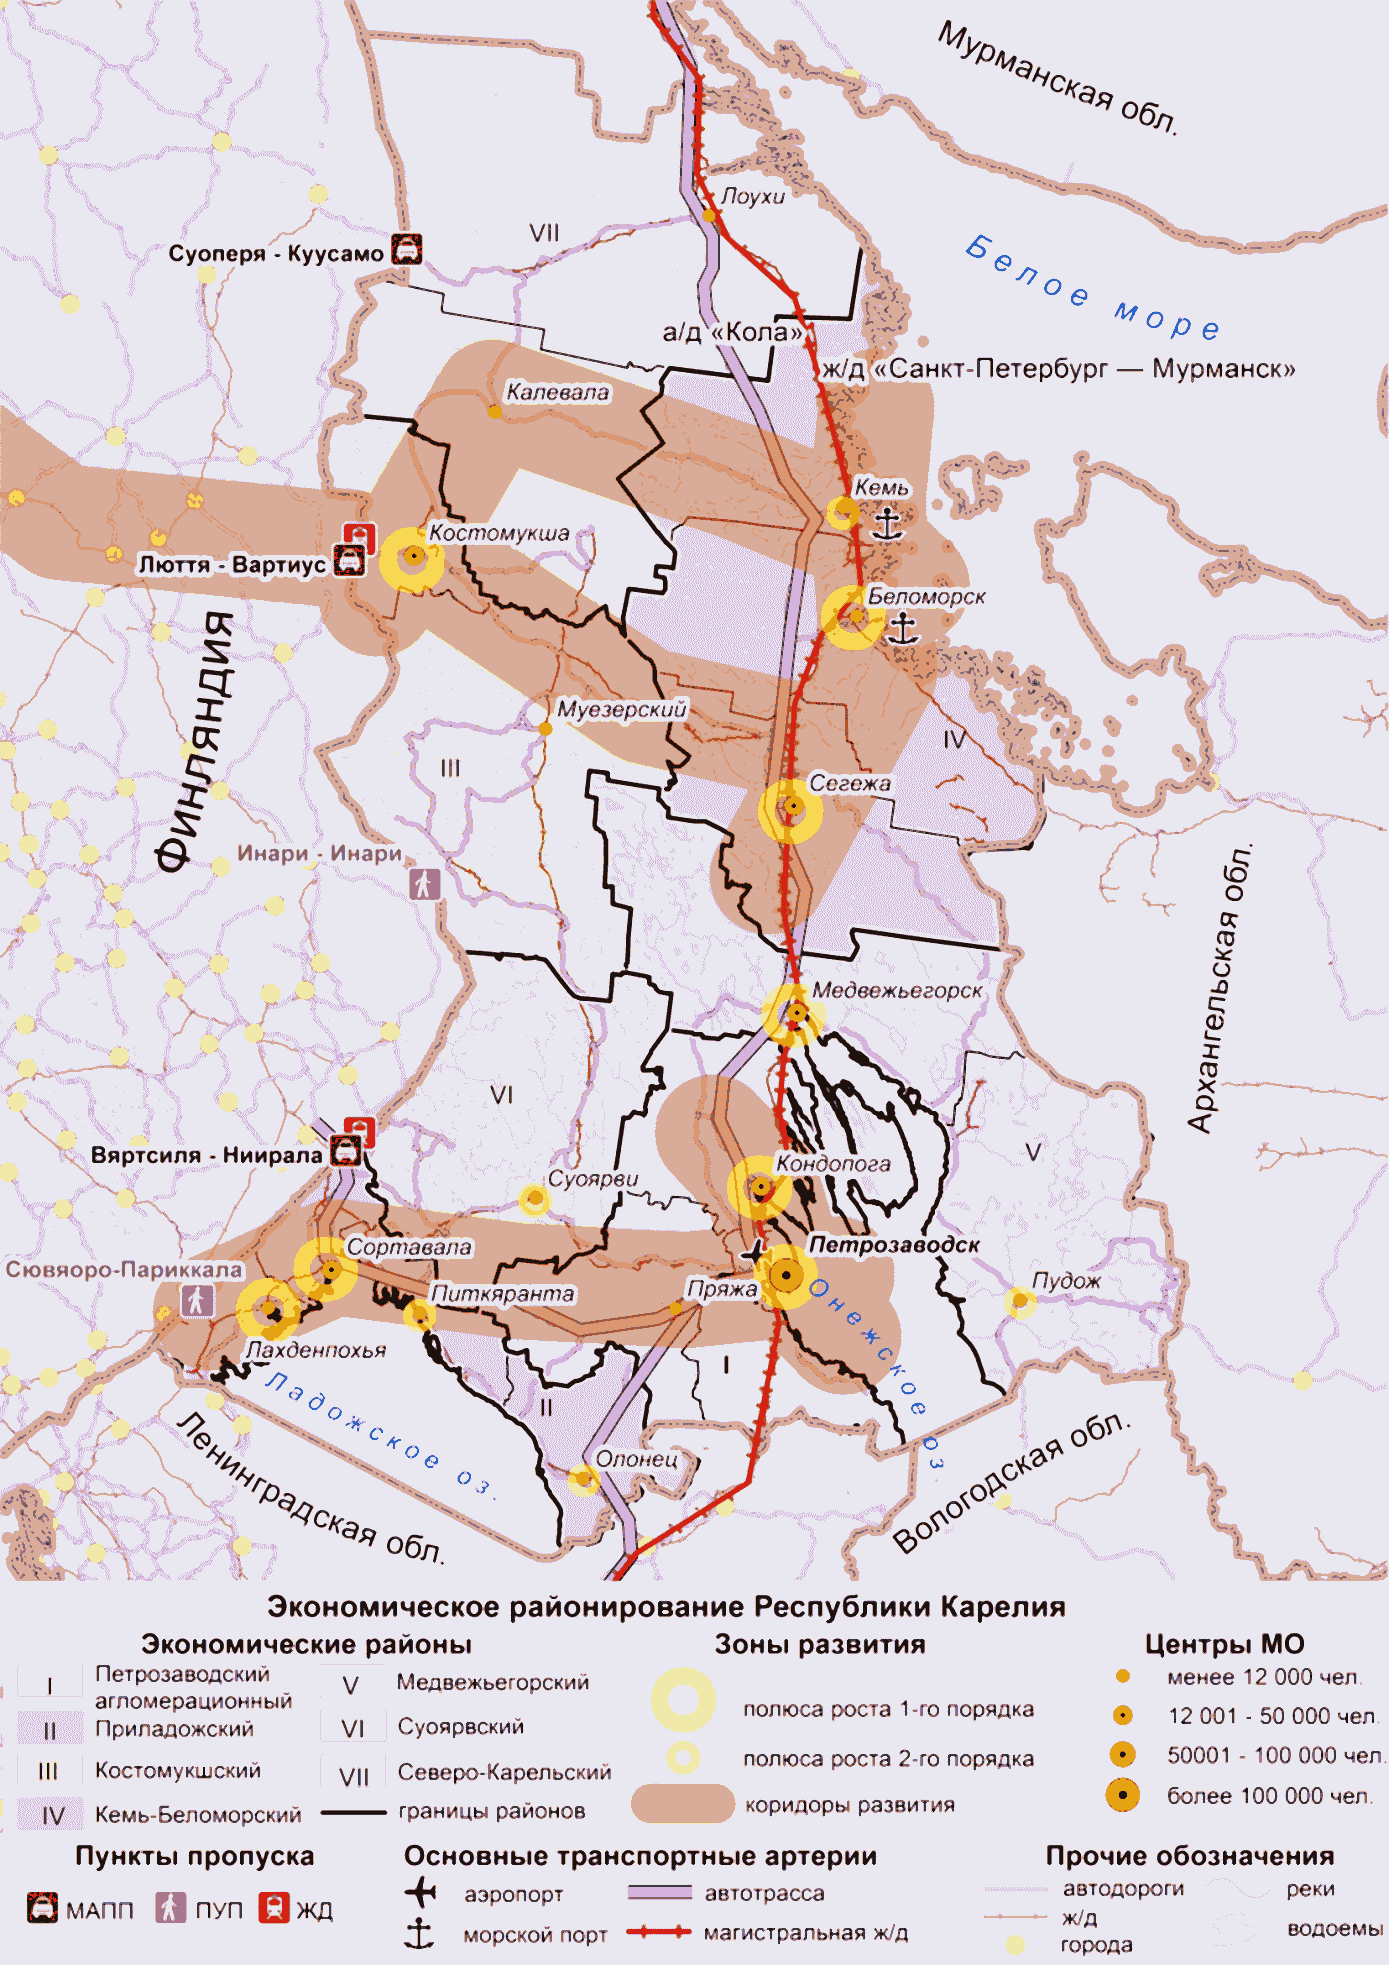 Мурманская обл.
Лоухи
VII
Суоперя - Куусамо
Белое море
а/д «Кола»
ж/д «Санкт-Петербург — Мурманск»
Калевала
Кемь
Костомукша
Люття - Вартиус
Беломорск
Финляндия
Муезерский
IV
III
Сегежа
Инари - Инари
Архангельская обл.
Медвежьегорск
VI
V
Вяртсиля - Ниирала
Кондопога
Суоярви
Сортавала
Петрозаводск
Сювяоро-Париккала
Питкяранта
Пряжа
Пудож
Онежское оз.
Лахденпохья
I
Ладожское оз.
II
Ленинградская обл.
Олонец
Вологодская обл.
Экономическое районирование Республики Карелия
Экономические районы
I Петрозаводский
агломерационный
II Приладожский
III Костомукшский
IV Кемь-Беломорский
V Медвежьегорский
VI Суоярвский
VII Северо-Карельский
границы районов
Зоны развития
полюса роста 1-го порядка
полюса роста 2-го порядка
коридоры развития
Центры МО
менее 12 000 чел.
12 001 - 50 000 чел.
50001 - 100 000 чел.
более 100 000 чел.
Пункты пропуска
МАПП
ПУП
ЖД
Основные транспортные артерии
аэропорт
морской порт
автотрасса
магистральная ж/д
Прочие обозначения
автодороги
ж/д
города
реки
водоемы